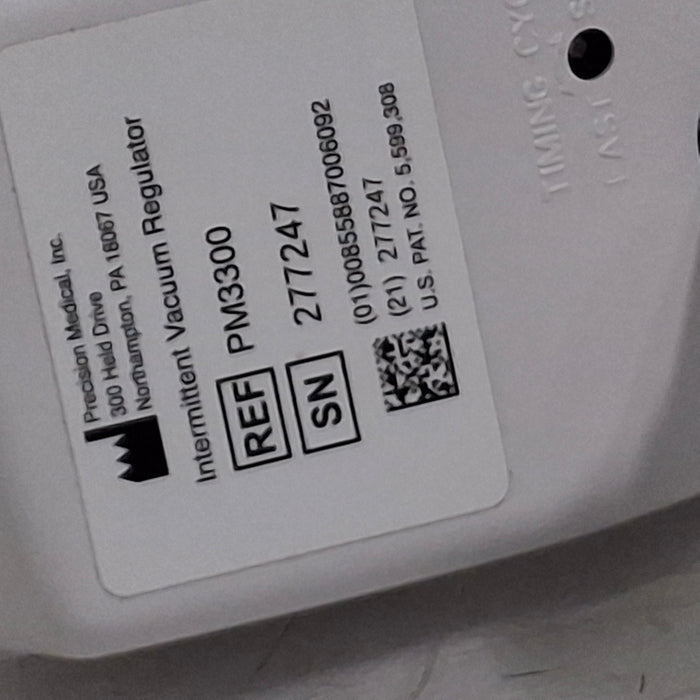 Precision Medical, Inc.
300 Held Drive
Northampton, PA 18067 USA
Intermittent Vacuum Regulator
REF PM3300
SN 277247
(01)00855887006092
(21) 277247
U.S. PAT. NO. 5,599,308
TIMING